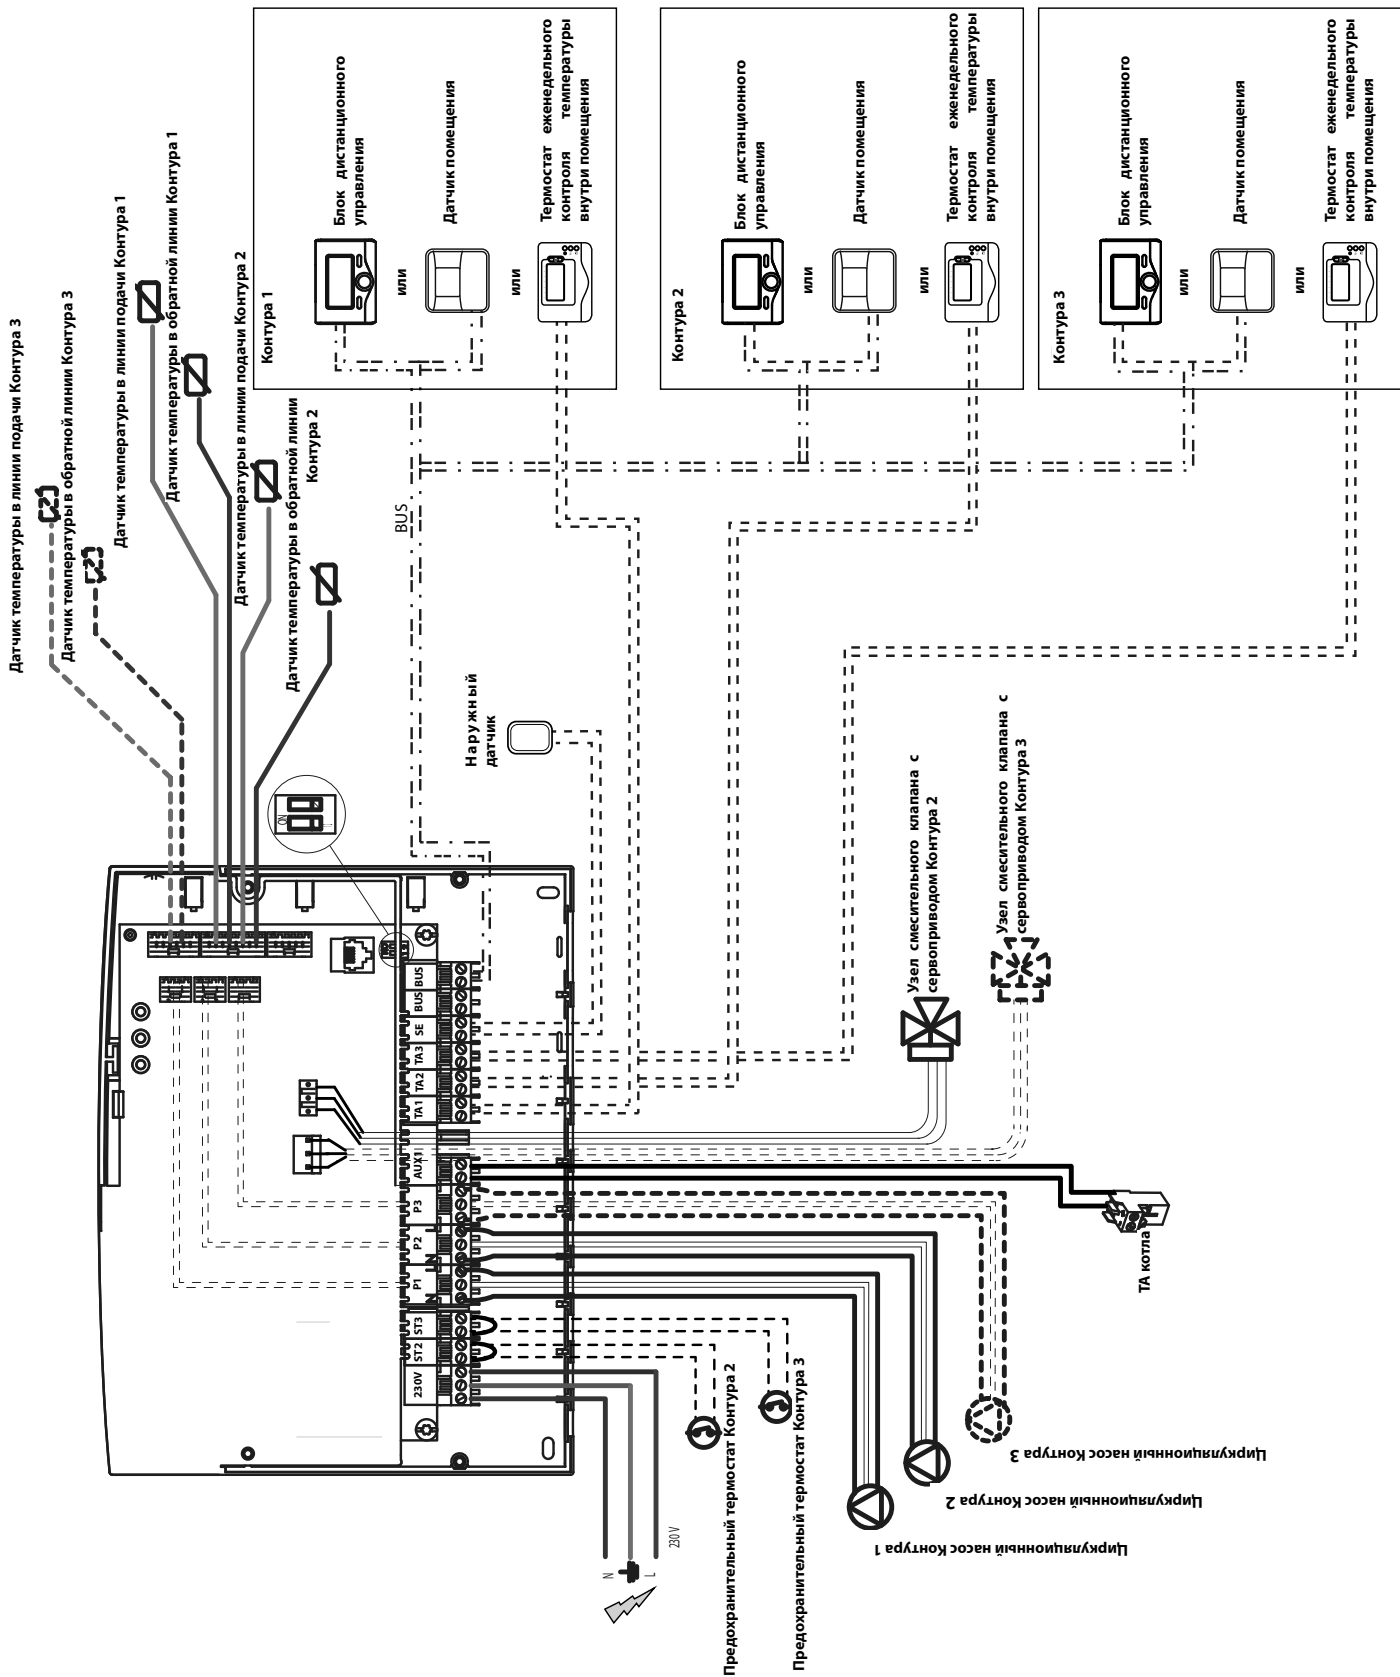 Датчик температуры в линии подачи Контура 3
Датчик температуры в обратной линии Контура 3
Датчик температуры в линии подачи Контура 1
Датчик температуры в обратной линии Контура 1
Датчик температуры в линии подачи Контура 2
Датчик температуры в обратной линии
Контура 2
Контура 1
Блок дистанционного
управления
или
Датчик помещения
или
Термостат еженедельного
контроля температуры
внутри помещения
Контура 2
Блок дистанционного
управления
или
Датчик помещения
или
Термостат еженедельного
контроля температуры
внутри помещения
Контура 3
Блок дистанционного
управления
или
Датчик помещения
или
Термостат еженедельного
контроля температуры
внутри помещения
BUS
Наружный
датчик
ON
Узел смесительного клапана с
сервоприводом Контура 2
Узел смесительного клапана с
сервоприводом Контура 3
230V
ST2
ST3
P1
P2
P3
AUX1
TA1
TA2
TA3
SE
BUS
BUS
N
L
N
L
ТА котла
Циркуляционный насос Контура 3
Циркуляционный насос Контура 2
Циркуляционный насос Контура 1
Предохранительный термостат Контура 2
Предохранительный термостат Контура 3
N
L
230 V